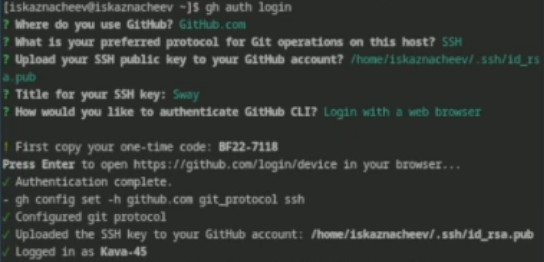 [iskaznacheev@iskaznacheev ~]$ gh auth login
? Where do you use GitHub? GitHub.com
? What is your preferred protocol for Git operations on this host? SSH
? Upload your SSH public key to your GitHub account? /home/iskaznacheev/.ssh/id_rs
a.pub
? Title for your SSH key: Sway
? How would you like to authenticate GitHub CLI? Login with a web browser
! First copy your one-time code: BF22-7118
Press Enter to open https://github.com/login/device in your browser...
✓ Authentication complete.
- gh config set -h github.com git_protocol ssh
✓ Configured git protocol
✓ Uploaded the SSH key to your GitHub account: /home/iskaznacheev/.ssh/id_rsa.pub
✓ Logged in as Kava-45